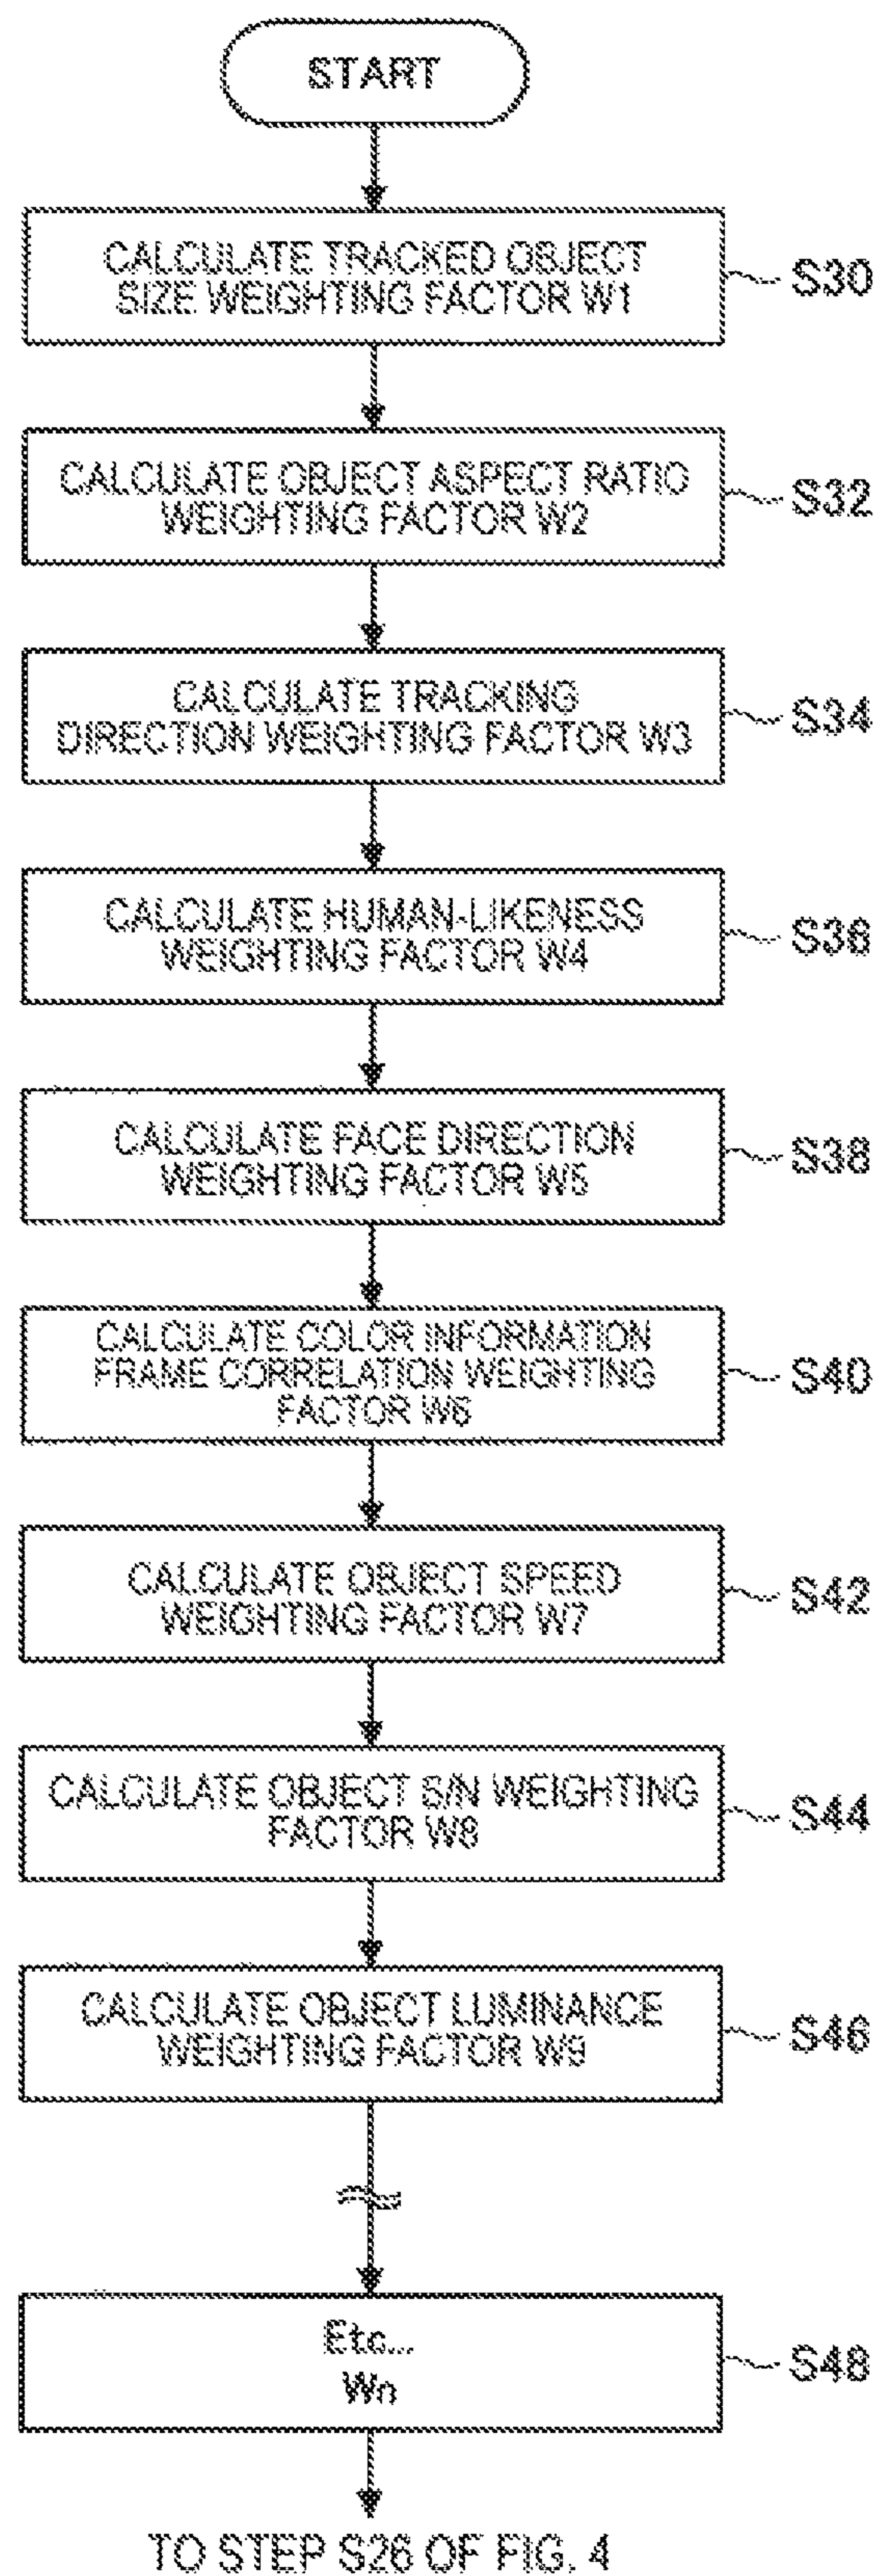 START
CALCULATE TRACKED OBJECT
SIZE WEIGHTING FACTOR W1
S30
CALCULATE OBJECT ASPECT RATIO
WEIGHTING FACTOR W2
S32
CALCULATE TRACKING
DIRECTION WEIGHTING FACTOR W3
S34
CALCULATE HUMAN-LIKENESS
WEIGHTING FACTOR W4
S36
CALCULATE FACE DIRECTION
WEIGHTING FACTOR W5
S38
CALCULATE COLOR INFORMATION
FRAME CORRELATION WEIGHTING
FACTOR W6
S40
CALCULATE OBJECT SPEED
WEIGHTING FACTOR W7
S42
CALCULATE OBJECT S/N WEIGHTING
FACTOR W8
S44
CALCULATE OBJECT LUMINANCE
WEIGHTING FACTOR W9
S46
Etc...
Wn
S48
TO STEP S26 OF FIG. 4